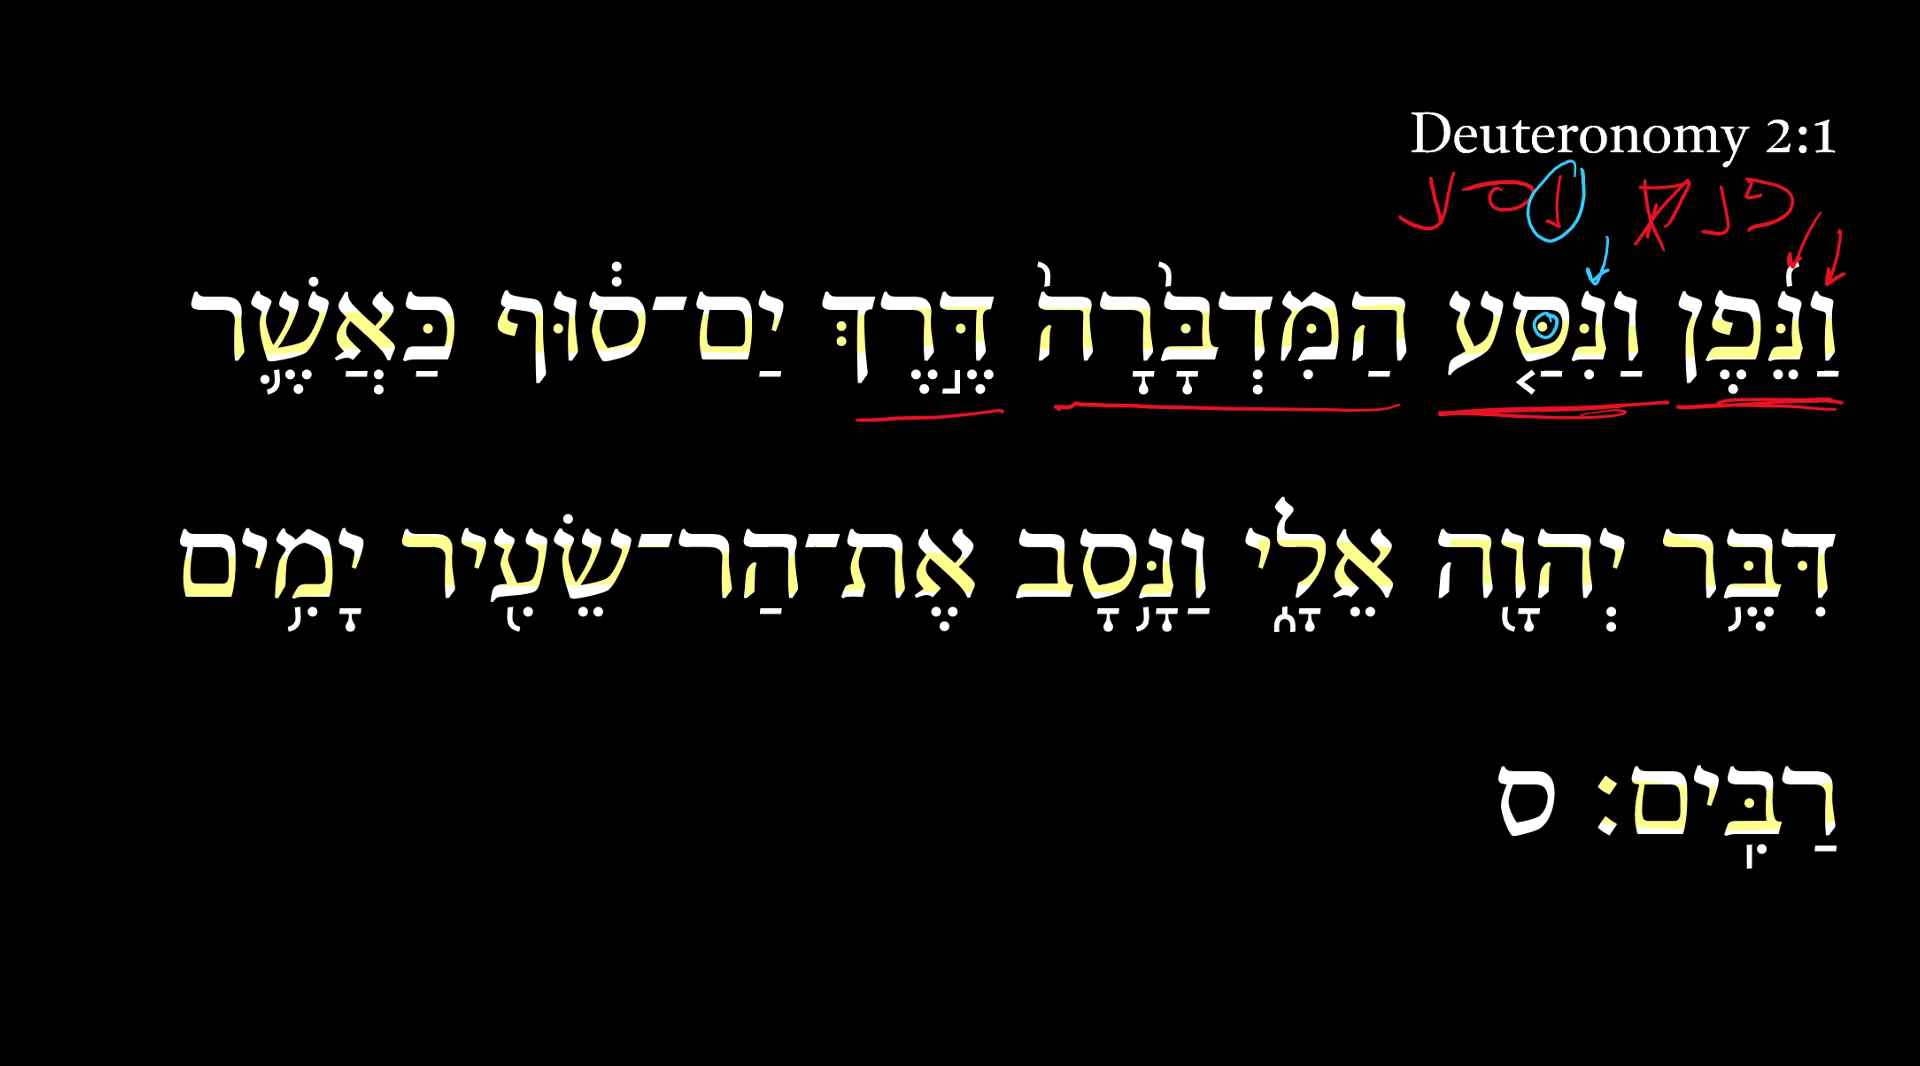 Deuteronomy 2:1
פנה נסע
וַנֵּ֜פֶן וַנִּסַּ֤ע הַמִּדְבָּ֙רָה֙ דֶּ֣רֶךְ יַם־ס֔וּף כַּאֲשֶׁ֥ר
דִּבֶּ֥ר יְהוָ֖ה אֵלָ֑י וַנָּ֥סָב אֶת־הַר־שֵׂעִ֖יר יָמִ֥ים
רַבִּֽים׃ ס